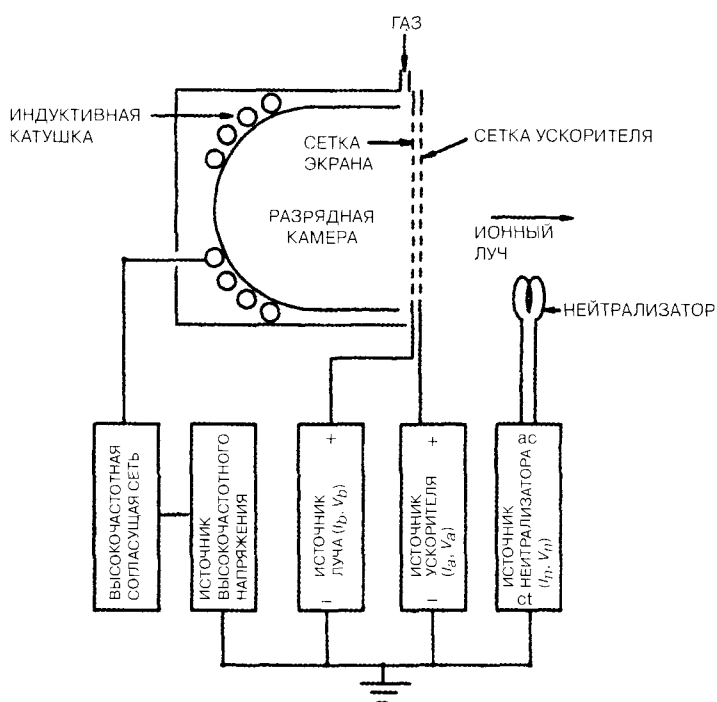 ГАЗ
ИНДУКТИВНАЯ
КАТУШКА
СЕТКА
ЭКРАНА
СЕТКА УСКОРИТЕЛЯ
РАЗРЯДНАЯ
КАМЕРА
ИОННЫЙ
ЛУЧ
НЕЙТРАЛИЗАТОР
ВЫСОКОЧАСТОТНАЯ
СОГЛАСУЩАЯ СЕТЬ
ИСТОЧНИК
ВЫСОКОЧАСТОТНОГО
НАПРЯЖЕНИЯ
+
ИСТОЧНИК
ЛУЧА (Ib, Vb)
–
+
ИСТОЧНИК
УСКОРИТЕЛЯ
(Ia, Va)
–
ac
ИСТОЧНИК
НЕЙТРАЛИЗАТОРА
(In, Vn)
ct